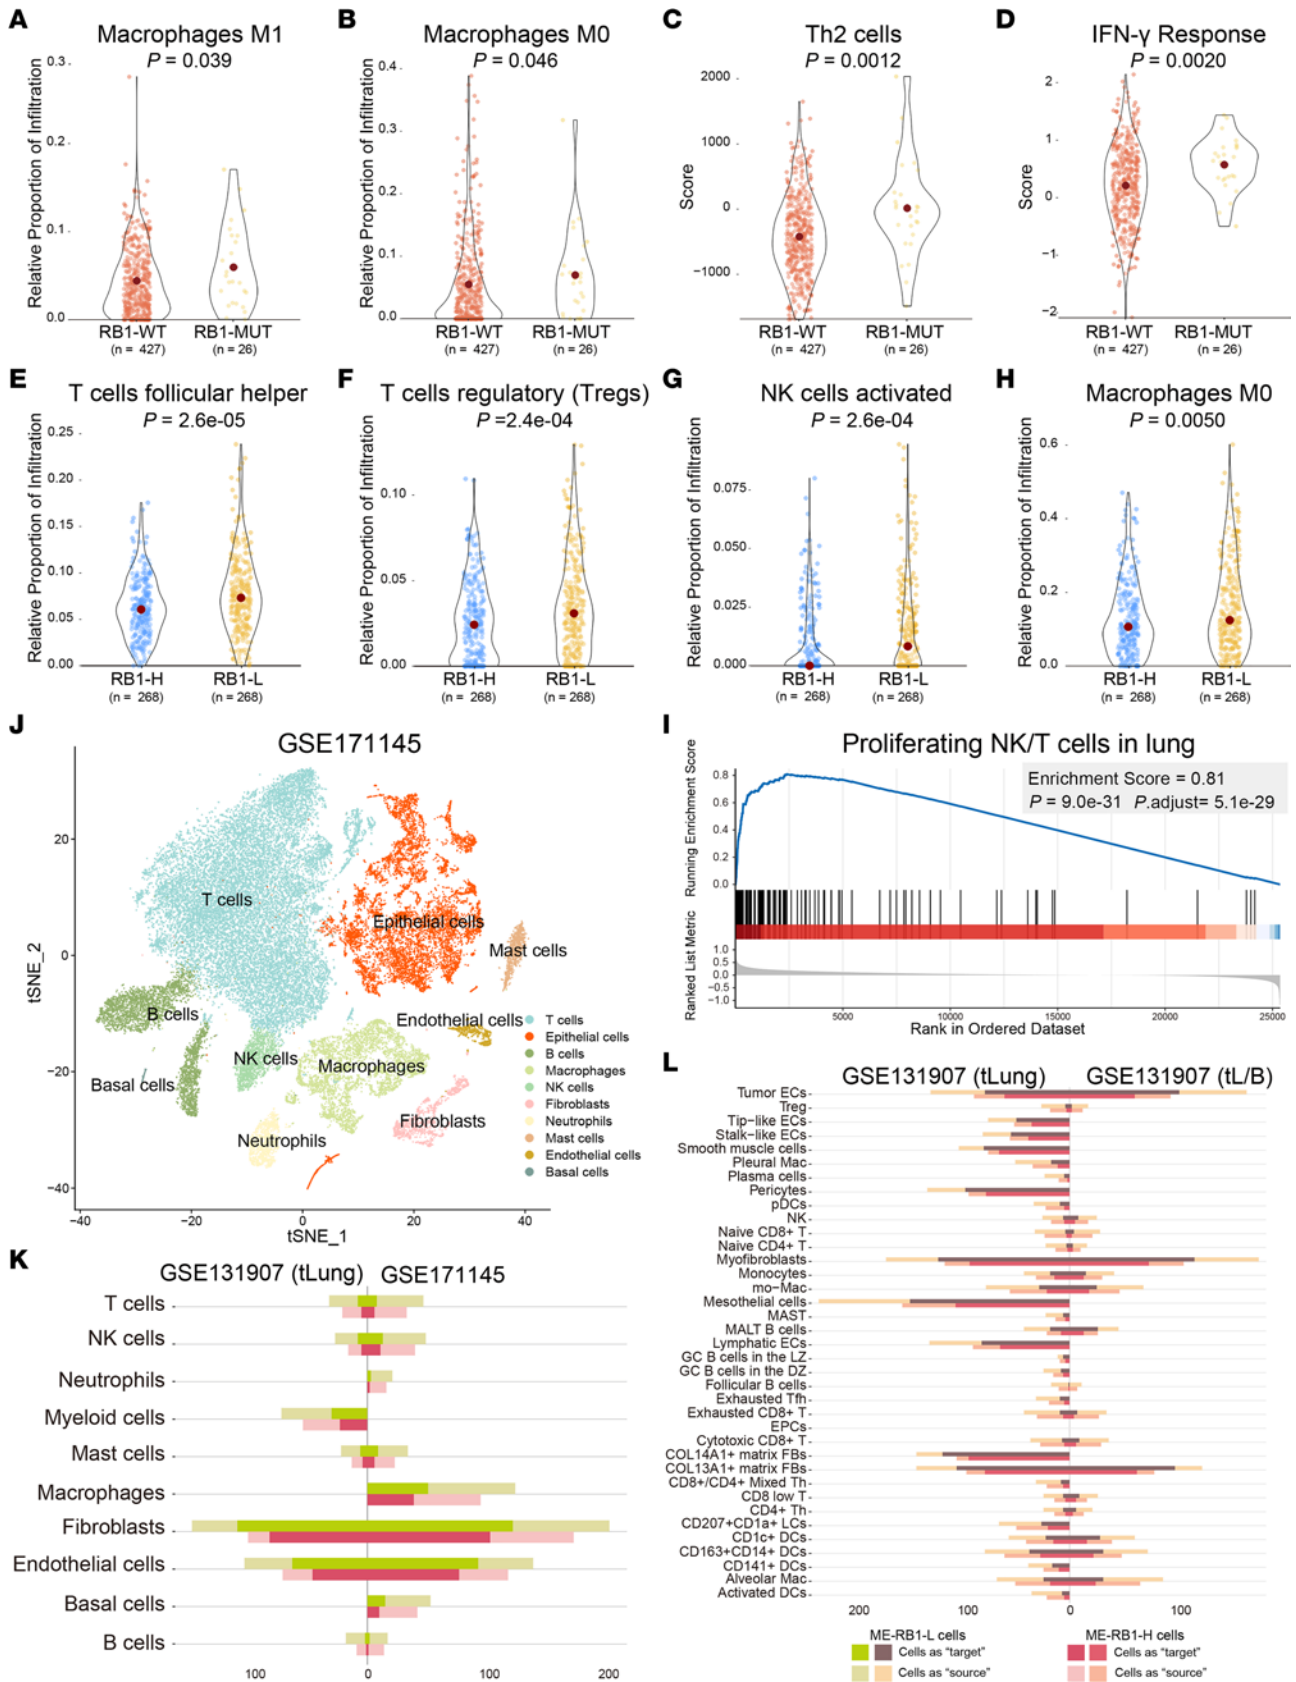 A
Macrophages M1
P = 0.039
Relative Proportion of Infiltration
0.3
0.2
0.1
0.0
RB1-WT
(n = 427)
RB1-MUT
(n = 26)
B
Macrophages M0
P = 0.046
Relative Proportion of Infiltration
0.4
0.3
0.2
0.1
0.0
RB1-WT
(n = 427)
RB1-MUT
(n = 26)
C
Th2 cells
P = 0.0012
Score
2000
1000
0
−1000
RB1-WT
(n = 427)
RB1-MUT
(n = 26)
D
IFN-γ Response
P = 0.0020
Score
2
1
0
−1
−2
RB1-WT
(n = 427)
RB1-MUT
(n = 26)
E
T cells follicular helper
P = 2.6e-05
Relative Proportion of Infiltration
0.25
0.20
0.15
0.10
0.05
0.00
RB1-H
(n = 268)
RB1-L
(n = 268)
F
T cells regulatory (Tregs)
P =2.4e-04
Relative Proportion of Infiltration
0.10
0.05
0.00
RB1-H
(n = 268)
RB1-L
(n = 268)
G
NK cells activated
P = 2.6e-04
Relative Proportion of Infiltration
0.075
0.050
0.025
0.000
RB1-H
(n = 268)
RB1-L
(n = 268)
H
Macrophages M0
P = 0.0050
Relative Proportion of Infiltration
0.6
0.4
0.2
0.0
RB1-H
(n = 268)
RB1-L
(n = 268)
J
GSE171145
tSNE_2
20
0
−20
−40
T cells
Epithelial cells
Mast cells
B cells
Endothelial cells
NK cells
Macrophages
Basal cells
Fibroblasts
Neutrophils
T cells
Epithelial cells
B cells
Macrophages
NK cells
Fibroblasts
Neutrophils
Mast cells
Endothelial cells
Basal cells
−40
−20
0
20
40
tSNE_1
I
Proliferating NK/T cells in lung
Enrichment Score = 0.81
P = 9.0e-31 P.adjust= 5.1e-29
Running Enrichment Score
0.8
0.6
0.4
0.2
0.0
Ranked List Metric
1.0
0.5
0.0
−0.5
−1.0
5000
10000
15000
20000
25000
Rank in Ordered Dataset
K
GSE131907 (tLung)
GSE171145
T cells
NK cells
Neutrophils
Myeloid cells
Mast cells
Macrophages
Fibroblasts
Endothelial cells
Basal cells
B cells
100
0
100
200
L
GSE131907 (tLung)
GSE131907 (tL/B)
Tumor ECs
Treg
Tip-like ECs
Stalk-like ECs
Smooth muscle cells
Pleural Mac
Plasma cells
Pericytes
pDCs
NK
Naive CD8+ T
Naive CD4+ T
Myofibroblasts
Monocytes
mo-Mac
Mesothelial cells
MAST
MALT B cells
Lymphatic ECs
GC B cells in the LZ
GC B cells in the DZ
Follicular B cells
Exhausted Tfh
Exhausted CD8+ T
EPCs
Cytotoxic CD8+ T
COL14A1+ matrix FBs
COL13A1+ matrix FBs
CD8+/CD4+ Mixed Th
CD8 low T
CD4+ Th
CD207+CD1a+ LCs
CD1c+ DCs
CD163+CD14+ DCs
CD141+ DCs
Alveolar Mac
Activated DCs
200
100
0
100
ME-RB1-L cells
Cells as "target"
Cells as "source"
ME-RB1-H cells
Cells as "target"
Cells as "source"